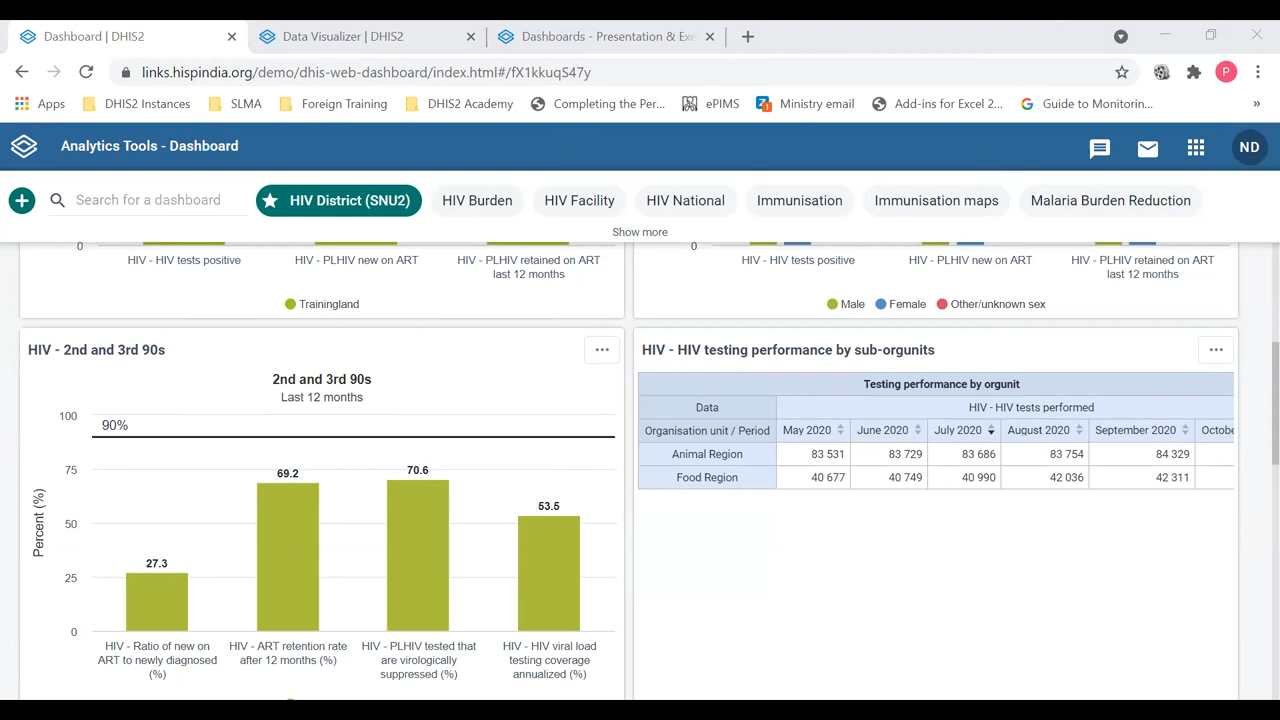 Dashboard | DHIS2
Data Visualizer | DHIS2
Dashboards - Presentation & Exe
links.hispindia.org/demo/dhis-web-dashboard/index.html#/fX1kkuqS47y
P
Apps
DHIS2 Instances
SLMA
Foreign Training
DHIS2 Academy
Completing the Per...
ePIMS
Ministry email
Add-ins for Excel 2...
Guide to Monitorin...
»
Analytics Tools - Dashboard
ND
Search for a dashboard
HIV District (SNU2)
HIV Burden
HIV Facility
HIV National
Immunisation
Immunisation maps
Malaria Burden Reduction
Show more
0
HIV - HIV tests positive
HIV - PLHIV new on ART
HIV - PLHIV retained on ART
last 12 months
Trainingland
0
HIV - HIV tests positive
HIV - PLHIV new on ART
HIV - PLHIV retained on ART
last 12 months
Male
Female
Other/unknown sex
HIV - 2nd and 3rd 90s
2nd and 3rd 90s
Last 12 months
100
90%
75
50
25
0
Percent (%)
27.3
69.2
70.6
53.5
HIV - Ratio of new on
ART to newly diagnosed
(%)
HIV - ART retention rate
after 12 months (%)
HIV - PLHIV tested that
are virologically
suppressed (%)
HIV - HIV viral load
testing coverage
annualized (%)
HIV - HIV testing performance by sub-orgunits
Testing performance by orgunit
Data
HIV - HIV tests performed
Organisation unit / Period
May 2020
June 2020
July 2020
August 2020
September 2020
Octobe
Animal Region
83 531
83 729
83 686
83 754
84 329
Food Region
40 677
40 749
40 990
42 036
42 311